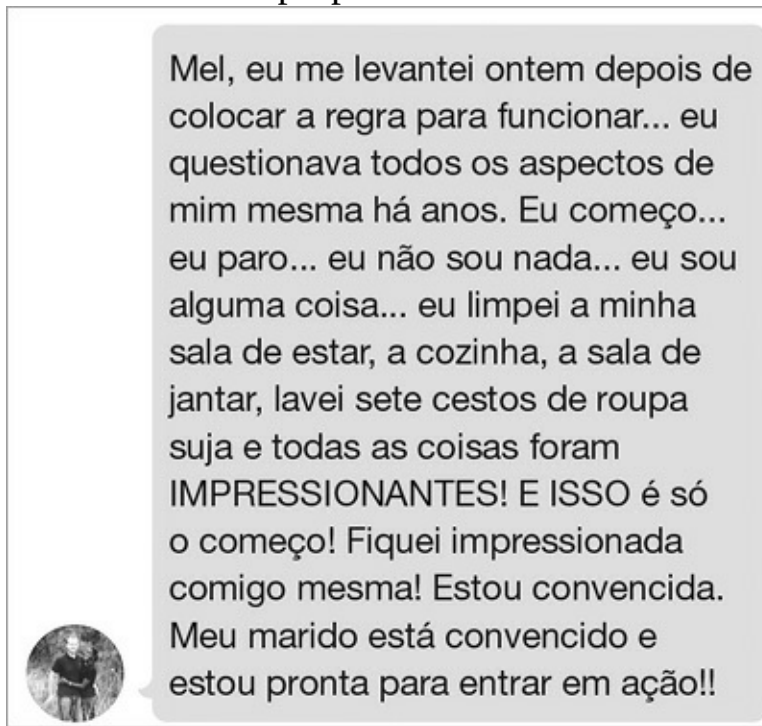 Mel, eu me levantei ontem depois de
colocar a regra para funcionar... eu
questionava todos os aspectos de
mim mesma há anos. Eu começo...
eu paro... eu não sou nada... eu sou
alguma coisa... eu limpei a minha
sala de estar, a cozinha, a sala de
jantar, lavei sete cestos de roupa
suja e todas as coisas foram
IMPRESSIONANTES! E ISSO é só
o começo! Fiquei impressionada
comigo mesma! Estou convencida.
Meu marido está convencido e
estou pronta para entrar em ação!!